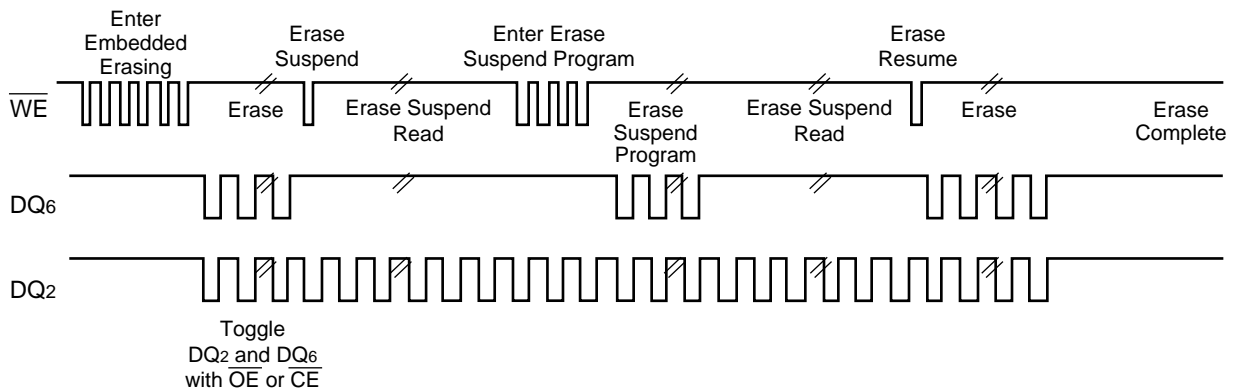 Enter
Embedded
Erasing
Erase
Suspend
Enter Erase
Suspend Program
Erase
Resume
WE
Erase
Erase Suspend
Read
Erase
Suspend
Program
Erase Suspend
Read
Erase
Erase
Complete
DQ6
DQ2
Toggle
DQ2 and DQ6
with OE or CE